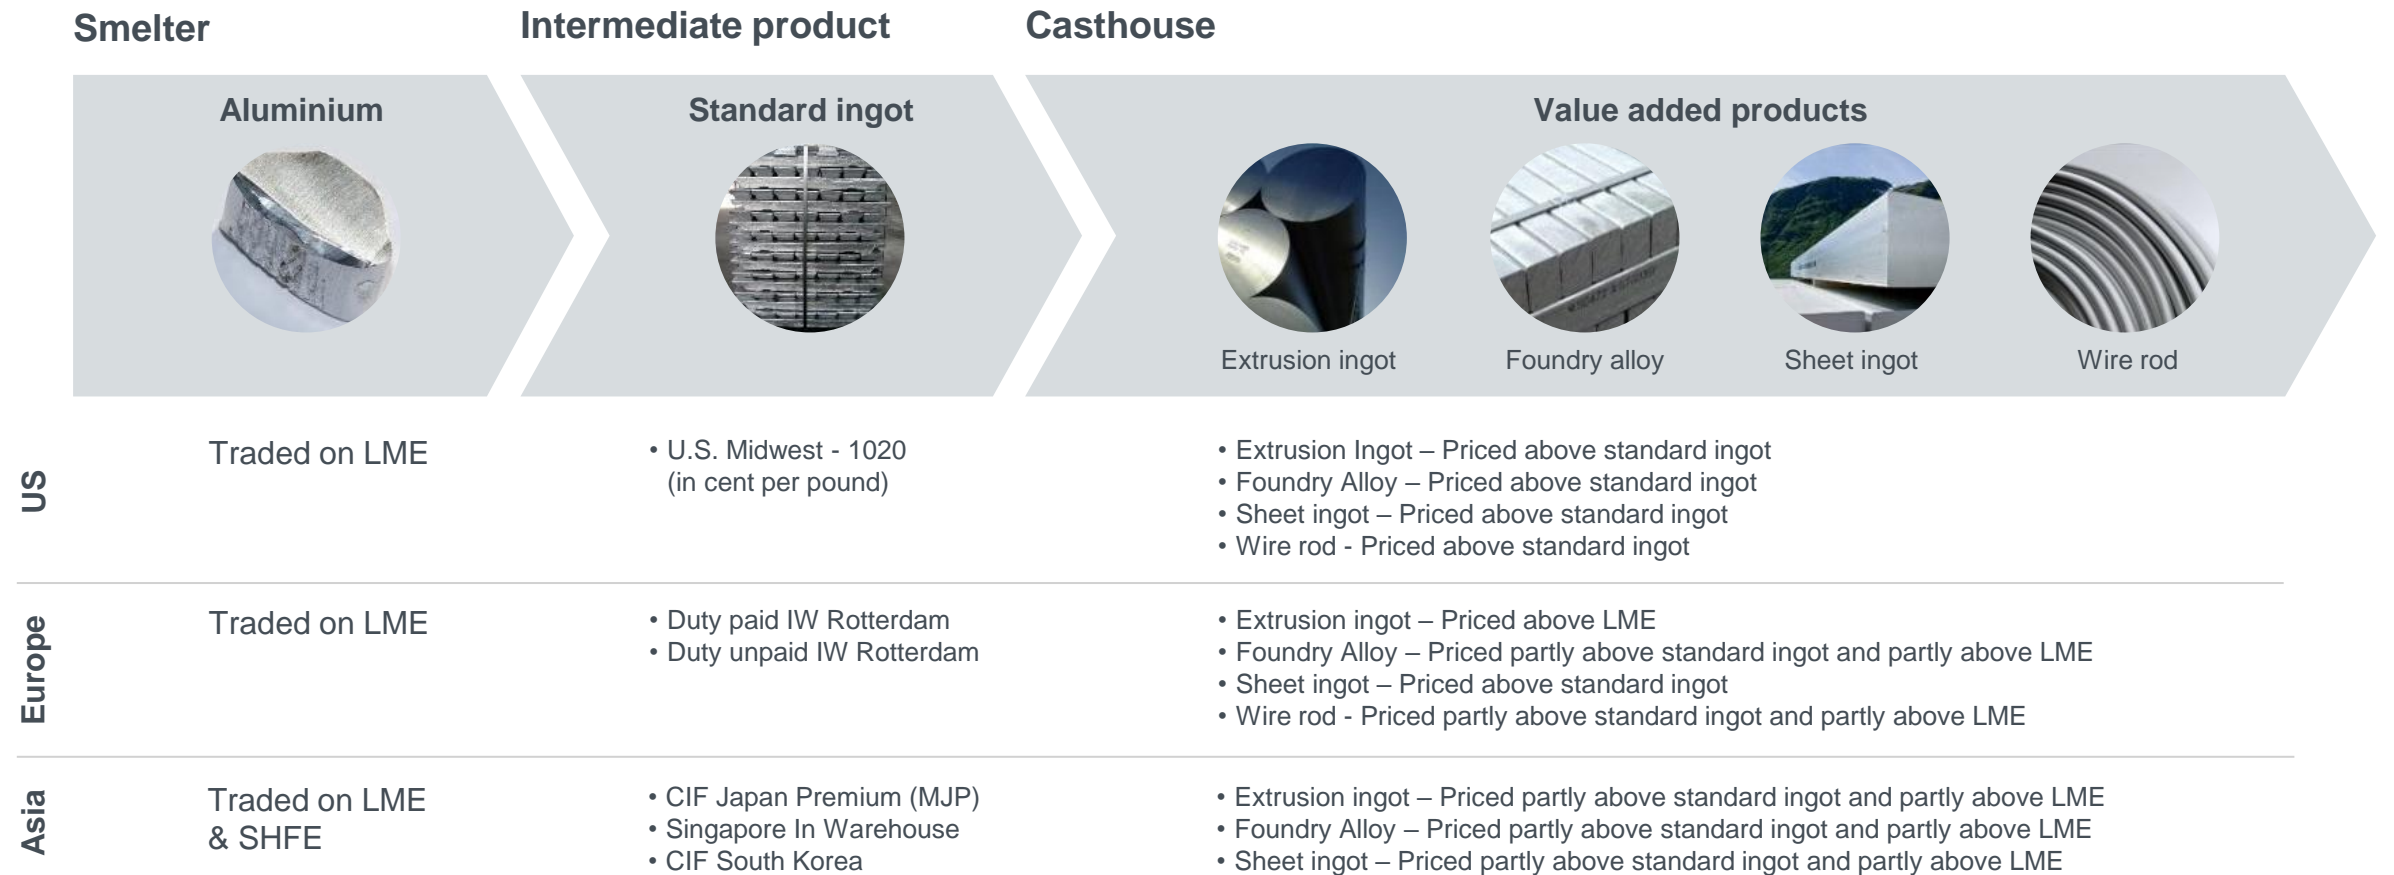 Smelter
Intermediate product
Casthouse
Aluminium
Standard ingot
Value added products
Extrusion ingot
Foundry alloy
Sheet ingot
Wire rod
US
Traded on LME
• U.S. Midwest - 1020
(in cent per pound)
• Extrusion Ingot – Priced above standard ingot
• Foundry Alloy – Priced above standard ingot
• Sheet ingot – Priced above standard ingot
• Wire rod - Priced above standard ingot
Europe
Traded on LME
• Duty paid IW Rotterdam
• Duty unpaid IW Rotterdam
• Extrusion ingot – Priced above LME
• Foundry Alloy – Priced partly above standard ingot and partly above LME
• Sheet ingot – Priced above standard ingot
• Wire rod - Priced partly above standard ingot and partly above LME
Asia
Traded on LME
& SHFE
• CIF Japan Premium (MJP)
• Singapore In Warehouse
• CIF South Korea
• Extrusion ingot – Priced partly above standard ingot and partly above LME
• Foundry Alloy – Priced partly above standard ingot and partly above LME
• Sheet ingot – Priced partly above standard ingot and partly above LME